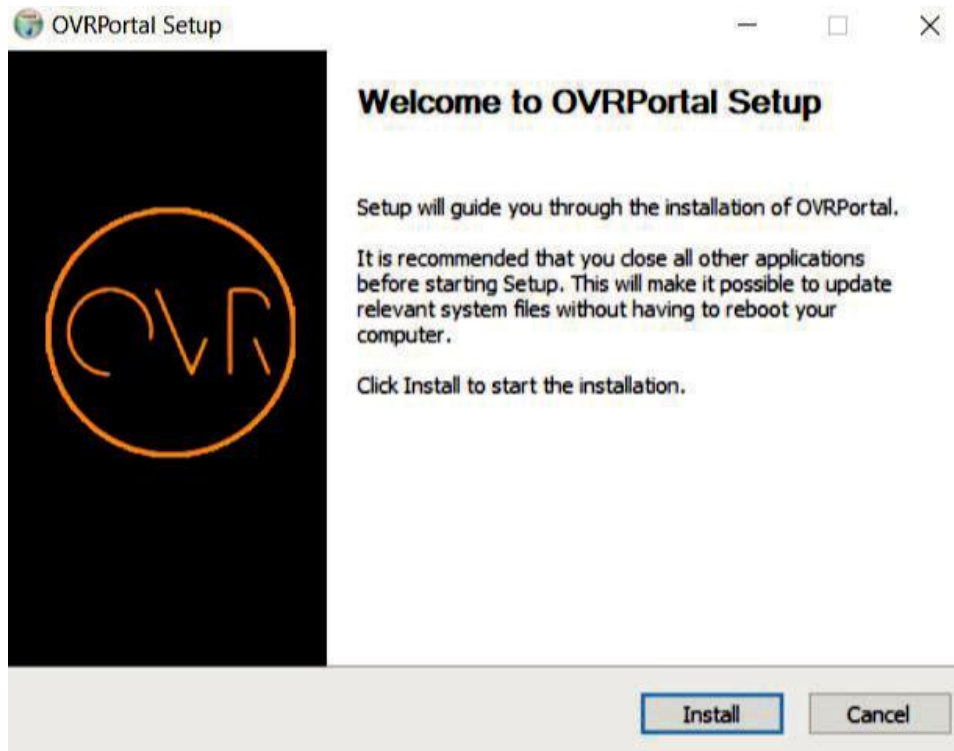 OVRPortal Setup
Welcome to OVRPortal Setup
OVR
Setup will guide you through the installation of OVRPortal.
It is recommended that you close all other applications
before starting Setup. This will make it possible to update
relevant system files without having to reboot your
computer.
Click Install to start the installation.
Install
Cancel